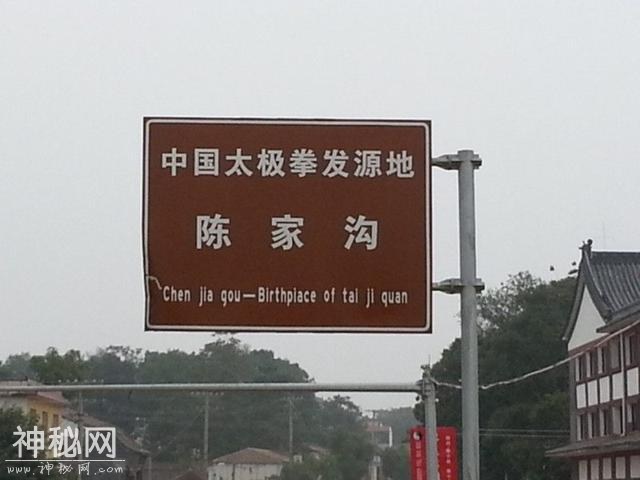 中国太极拳发源地
陈家沟
Chen jia gou—Birthpiace of tai ji quan
神秘网
www.神秘网.com